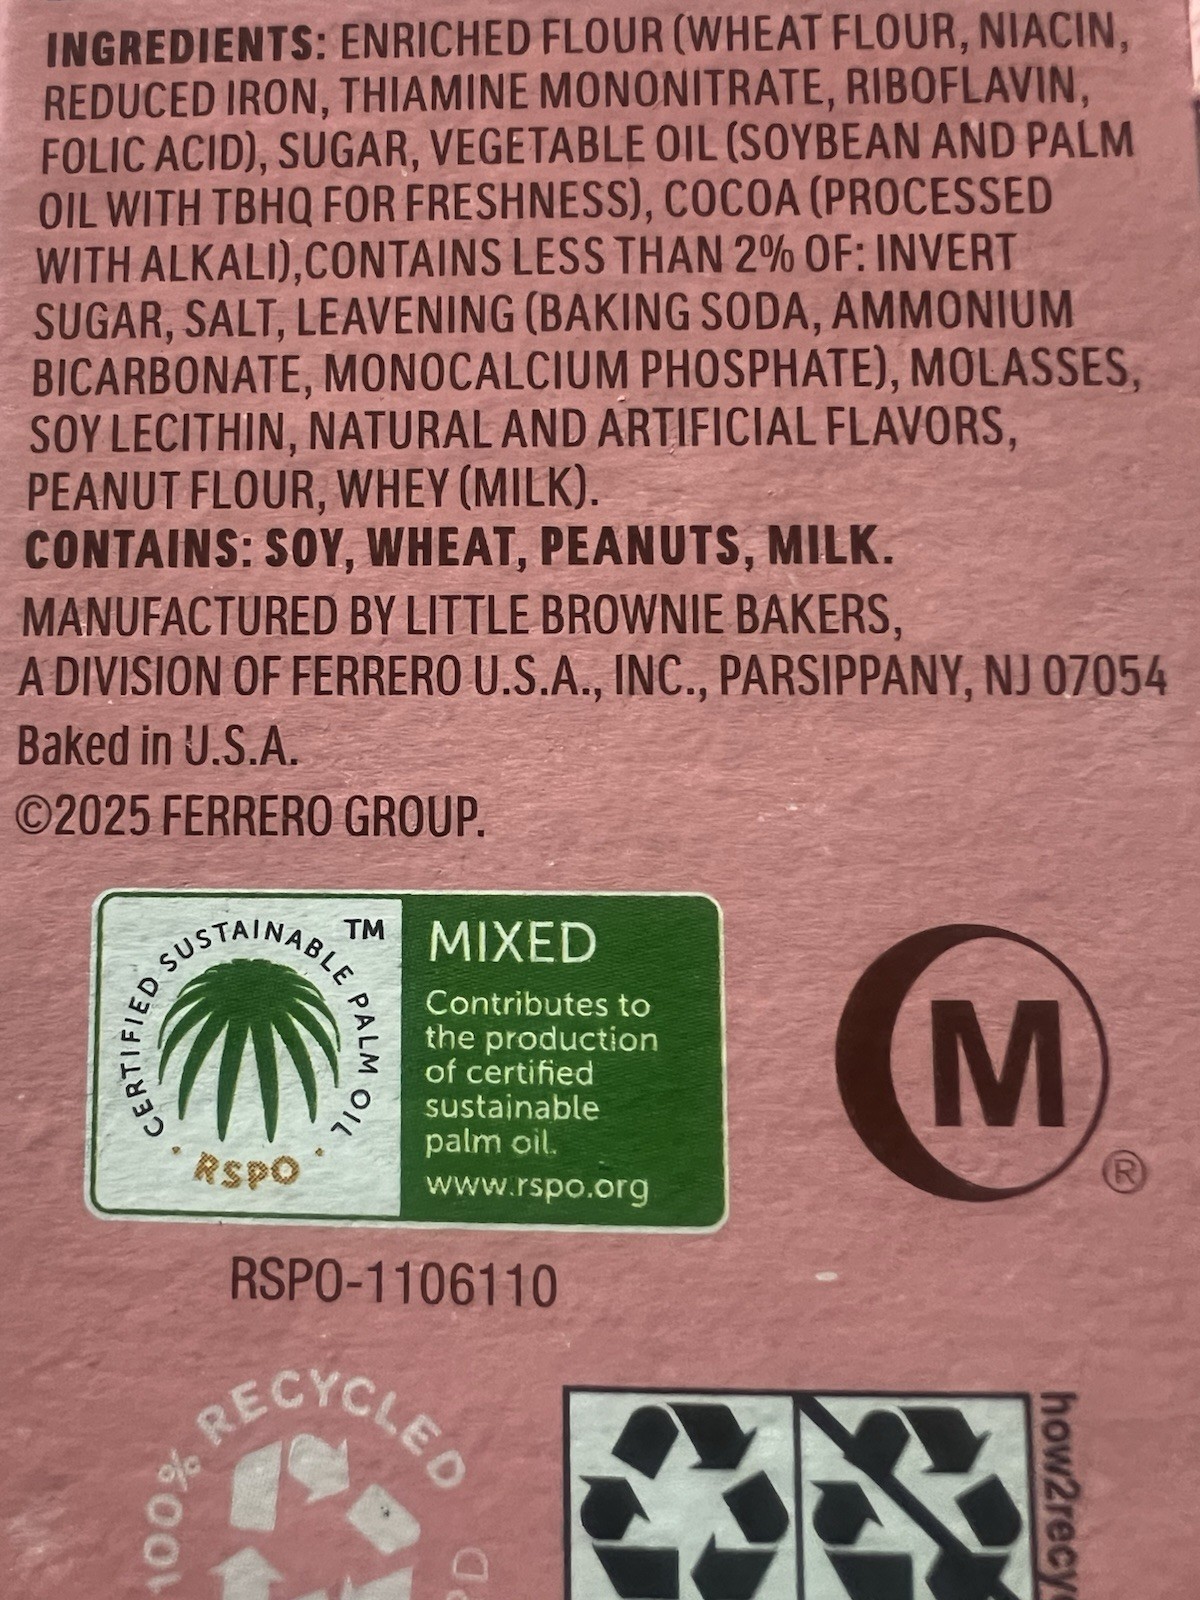 INGREDIENTS: ENRICHED FLOUR (WHEAT FLOUR, NIACIN,
REDUCED IRON, THIAMINE MONONITRATE, RIBOFLAVIN,
FOLIC ACID), SUGAR, VEGETABLE OIL (SOYBEAN AND PALM
OIL WITH TBHQ FOR FRESHNESS), COCOA (PROCESSED
WITH ALKALI),CONTAINS LESS THAN 2% OF: INVERT
SUGAR, SALT, LEAVENING (BAKING SODA, AMMONIUM
BICARBONATE, MONOCALCIUM PHOSPHATE), MOLASSES,
SOY LECITHIN, NATURAL AND ARTIFICIAL FLAVORS,
PEANUT FLOUR, WHEY (MILK).
CONTAINS: SOY, WHEAT, PEANUTS, MILK.
MANUFACTURED BY LITTLE BROWNIE BAKERS,
A DIVISION OF FERRERO U.S.A., INC., PARSIPPANY, NJ 07054
Baked in U.S.A.
©2025 FERRERO GROUP.
CERTIFIED SUSTAINABLE PALM OIL
TM
RSPO
MIXED
Contributes to
the production
of certified
sustainable
palm oil.
www.rspo.org
M
®
RSPO-1106110
100% RECYCLED
how2recy